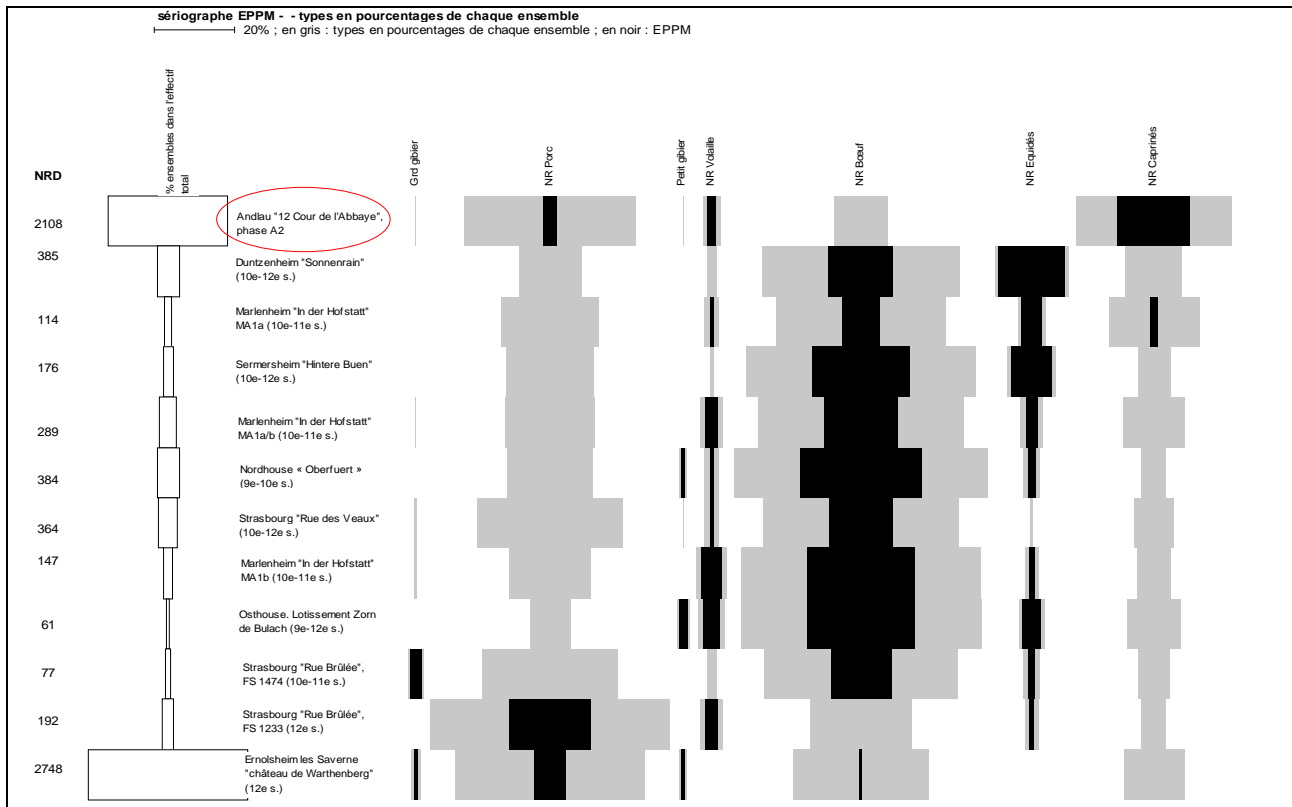 sériographe EPPM - - types en pourcentages de chaque ensemble
20% ; en gris : types en pourcentages de chaque ensemble ; en noir : EPPM
NRD
% ensembles dans l'effectif
total
Grd gibier
NR Porc
Petit gibier
NR Volaille
NR Bœuf
NR Equidés
NR Caprinés
2108
Andlau "12 Cour de l'Abbaye",
phase A2
385
Duntzenheim "Sonnenrain"
(10e-12e s.)
114
Marlenheim "In der Hofstatt"
MA1a (10e-11e s.)
176
Sermersheim "Hintere Buen"
(10e-12e s.)
289
Marlenheim "In der Hofstatt"
MA1a/b (10e-11e s.)
384
Nordhouse « Oberfuert »
(9e-10e s.)
364
Strasbourg "Rue des Veaux"
(10e-12e s.)
147
Marlenheim "In der Hofstatt"
MA1b (10e-11e s.)
61
Osthouse. Lotissement Zorn
de Bulach (9e-12e s.)
77
Strasbourg "Rue Brûlée",
FS 1474 (10e-11e s.)
192
Strasbourg "Rue Brûlée",
FS 1233 (12e s.)
2748
Ernolsheim les Saverne
"château de Warthenberg"
(12e s.)